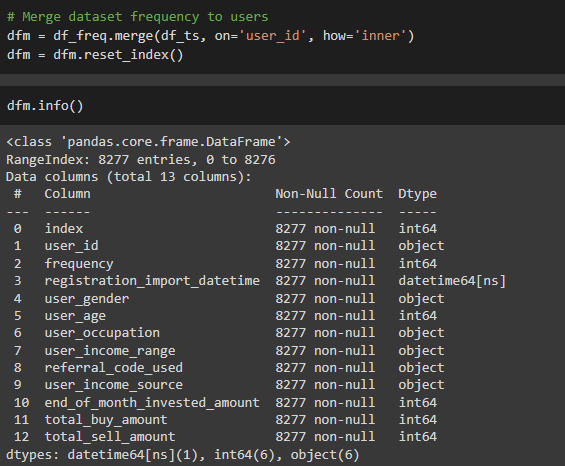 # Merge dataset frequency to users
dfm = df_freq.merge(df_ts, on='user_id', how='inner')
dfm = dfm.reset_index()
dfm.info()
<class 'pandas.core.frame.DataFrame'>
RangeIndex: 8277 entries, 0 to 8276
Data columns (total 13 columns):
 #   Column                       Non-Null Count  Dtype
---  ------                       --------------  -----
 0   index                        8277 non-null   int64
 1   user_id                      8277 non-null   object
 2   frequency                    8277 non-null   int64
 3   registration_import_datetime  8277 non-null   datetime64[ns]
 4   user_gender                  8277 non-null   object
 5   user_age                     8277 non-null   int64
 6   user_occupation              8277 non-null   object
 7   user_income_range            8277 non-null   object
 8   referral_code_used           8277 non-null   object
 9   user_income_source           8277 non-null   object
 10  end_of_month_invested_amount  8277 non-null   int64
 11  total_buy_amount             8277 non-null   int64
 12  total_sell_amount            8277 non-null   int64
dtypes: datetime64[ns](1), int64(6), object(6)